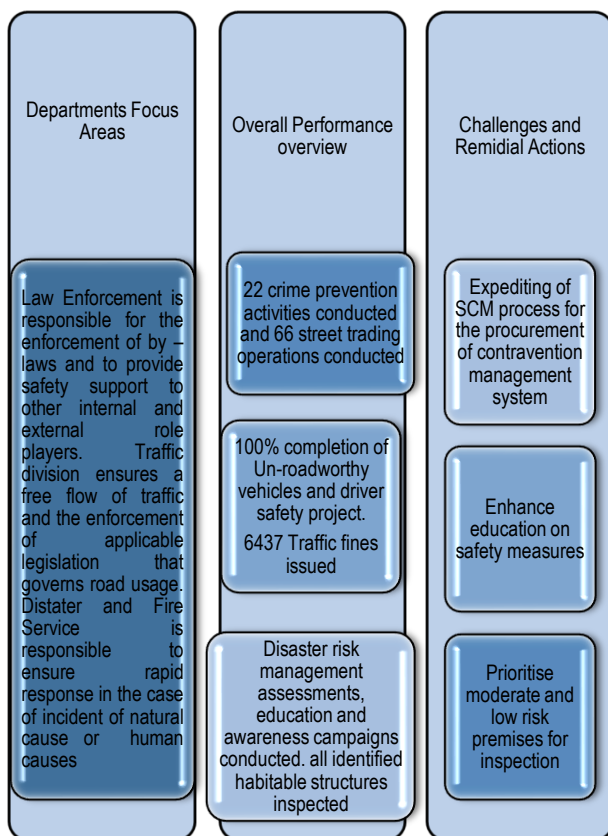 Departments Focus
Areas
Law Enforcement is
responsible for the
enforcement of by –
laws and to provide
safety support to
other internal and
external role
players. Traffic
division ensures a
free flow of traffic
and the enforcement
of applicable
legislation that
governs road usage.
Distater and Fire
Service is
responsible to
ensure rapid
response in the case
of incident of natural
cause or human
causes
Overall Performance
overview
22 crime prevention
activities conducted
and 66 street trading
operations conducted
100% completion of
Un-roadworthy
vehicles and driver
safety project.
6437 Traffic fines
issued
Disaster risk
management
assessments,
education and
awareness campaigns
conducted. all identified
habitable structures
inspected
Challenges and
Remidial Actions
Expediting of
SCM process for
the procurement
of contravention
management
system
Enhance
education on
safety measures
Prioritise
moderate and
low risk
premises for
inspection